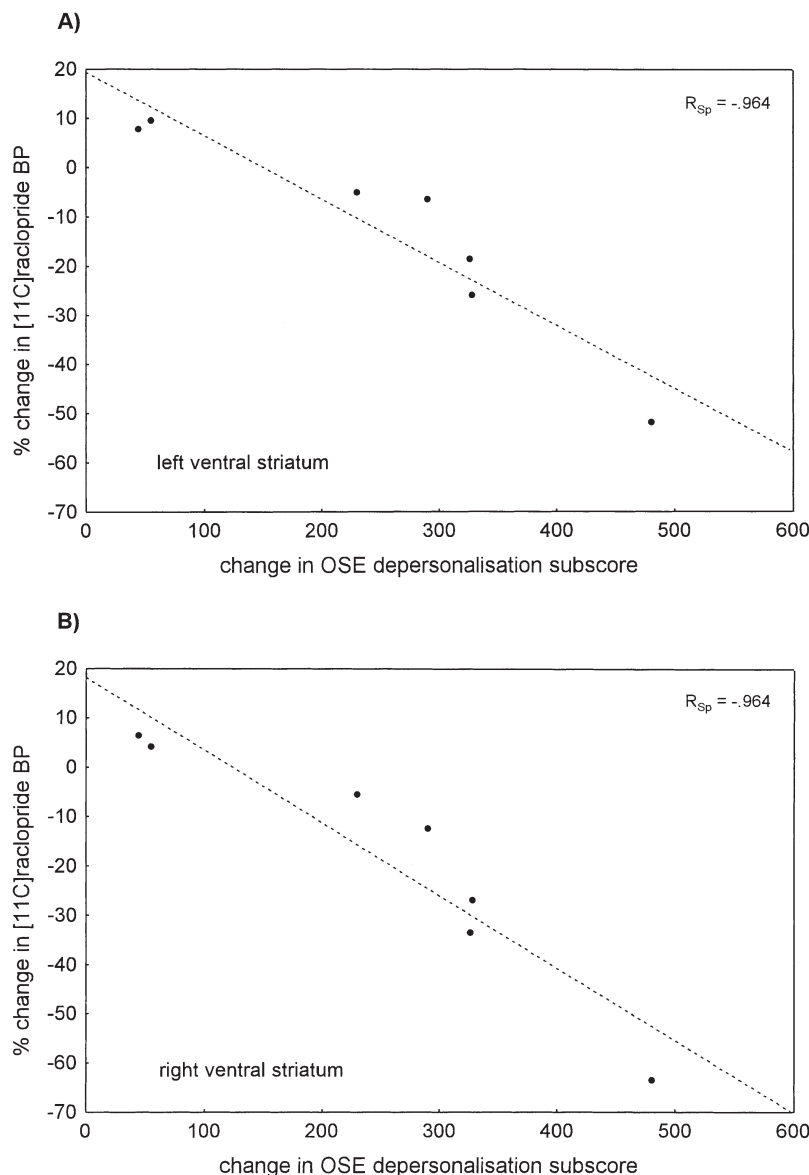 A)
R_Sp = -.964
20
10
0
-10
-20
-30
-40
-50
-60
-70
% change in [11C]raclopride BP
left ventral striatum
0 100 200 300 400 500 600
change in OSE depersonalisation subscore
B)
R_Sp = -.964
20
10
0
-10
-20
-30
-40
-50
-60
-70
% change in [11C]raclopride BP
right ventral striatum
0 100 200 300 400 500 600
change in OSE depersonalisation subscore